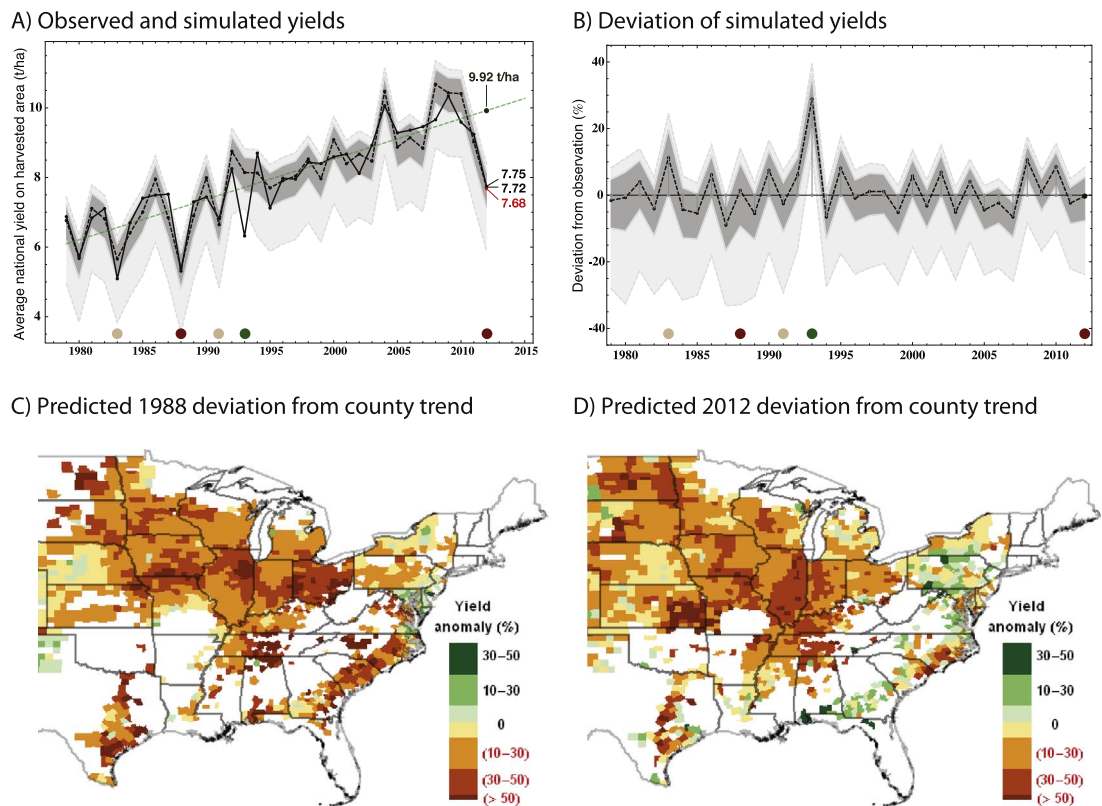 A) Observed and simulated yields
Average national yield on harvested area (t/ha)
10
8
6
4
9.92 t/ha
7.75
7.72
7.68
1980 1985 1990 1995 2000 2005 2010 2015
B) Deviation of simulated yields
Deviation from observation (%)
40
20
0
-20
-40
1980 1985 1990 1995 2000 2005 2010
C) Predicted 1988 deviation from county trend
Yield
anomaly (%)
30–50
10–30
0
(10–30)
(30–50)
(> 50)
D) Predicted 2012 deviation from county trend
Yield
anomaly (%)
30–50
10–30
0
(10–30)
(30–50)
(> 50)